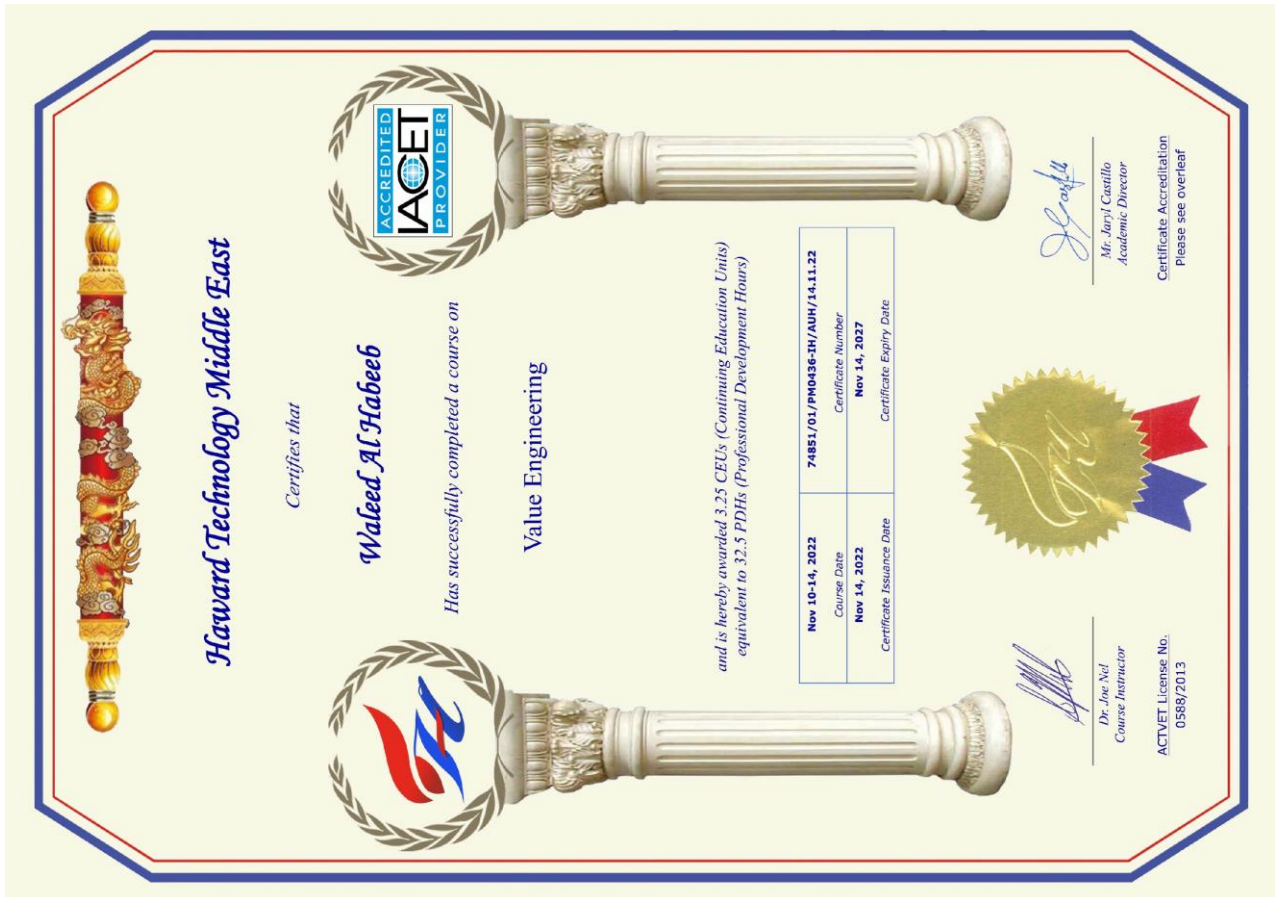 ACCREDITED
IACET
PROVIDER
Haward Technology Middle East
Certifies that
Waleed Al Habeeb
Has successfully completed a course on
Value Engineering
and is hereby awarded 3.25 CEUs (Continuing Education Units)
equivalent to 32.5 PDHs (Professional Development Hours)
Nov 10-14, 2022
Course Date
74851/01/PM0436-IH/AUH/14.11.22
Certificate Number
Nov 14, 2022
Certificate Issuance Date
Nov 14, 2027
Certificate Expiry Date
Dr. Joe Nel
Course Instructor
ACTVET License No.
0588/2013
Mr. Jaryl Castillo
Academic Director
Certificate Accreditation
Please see overleaf